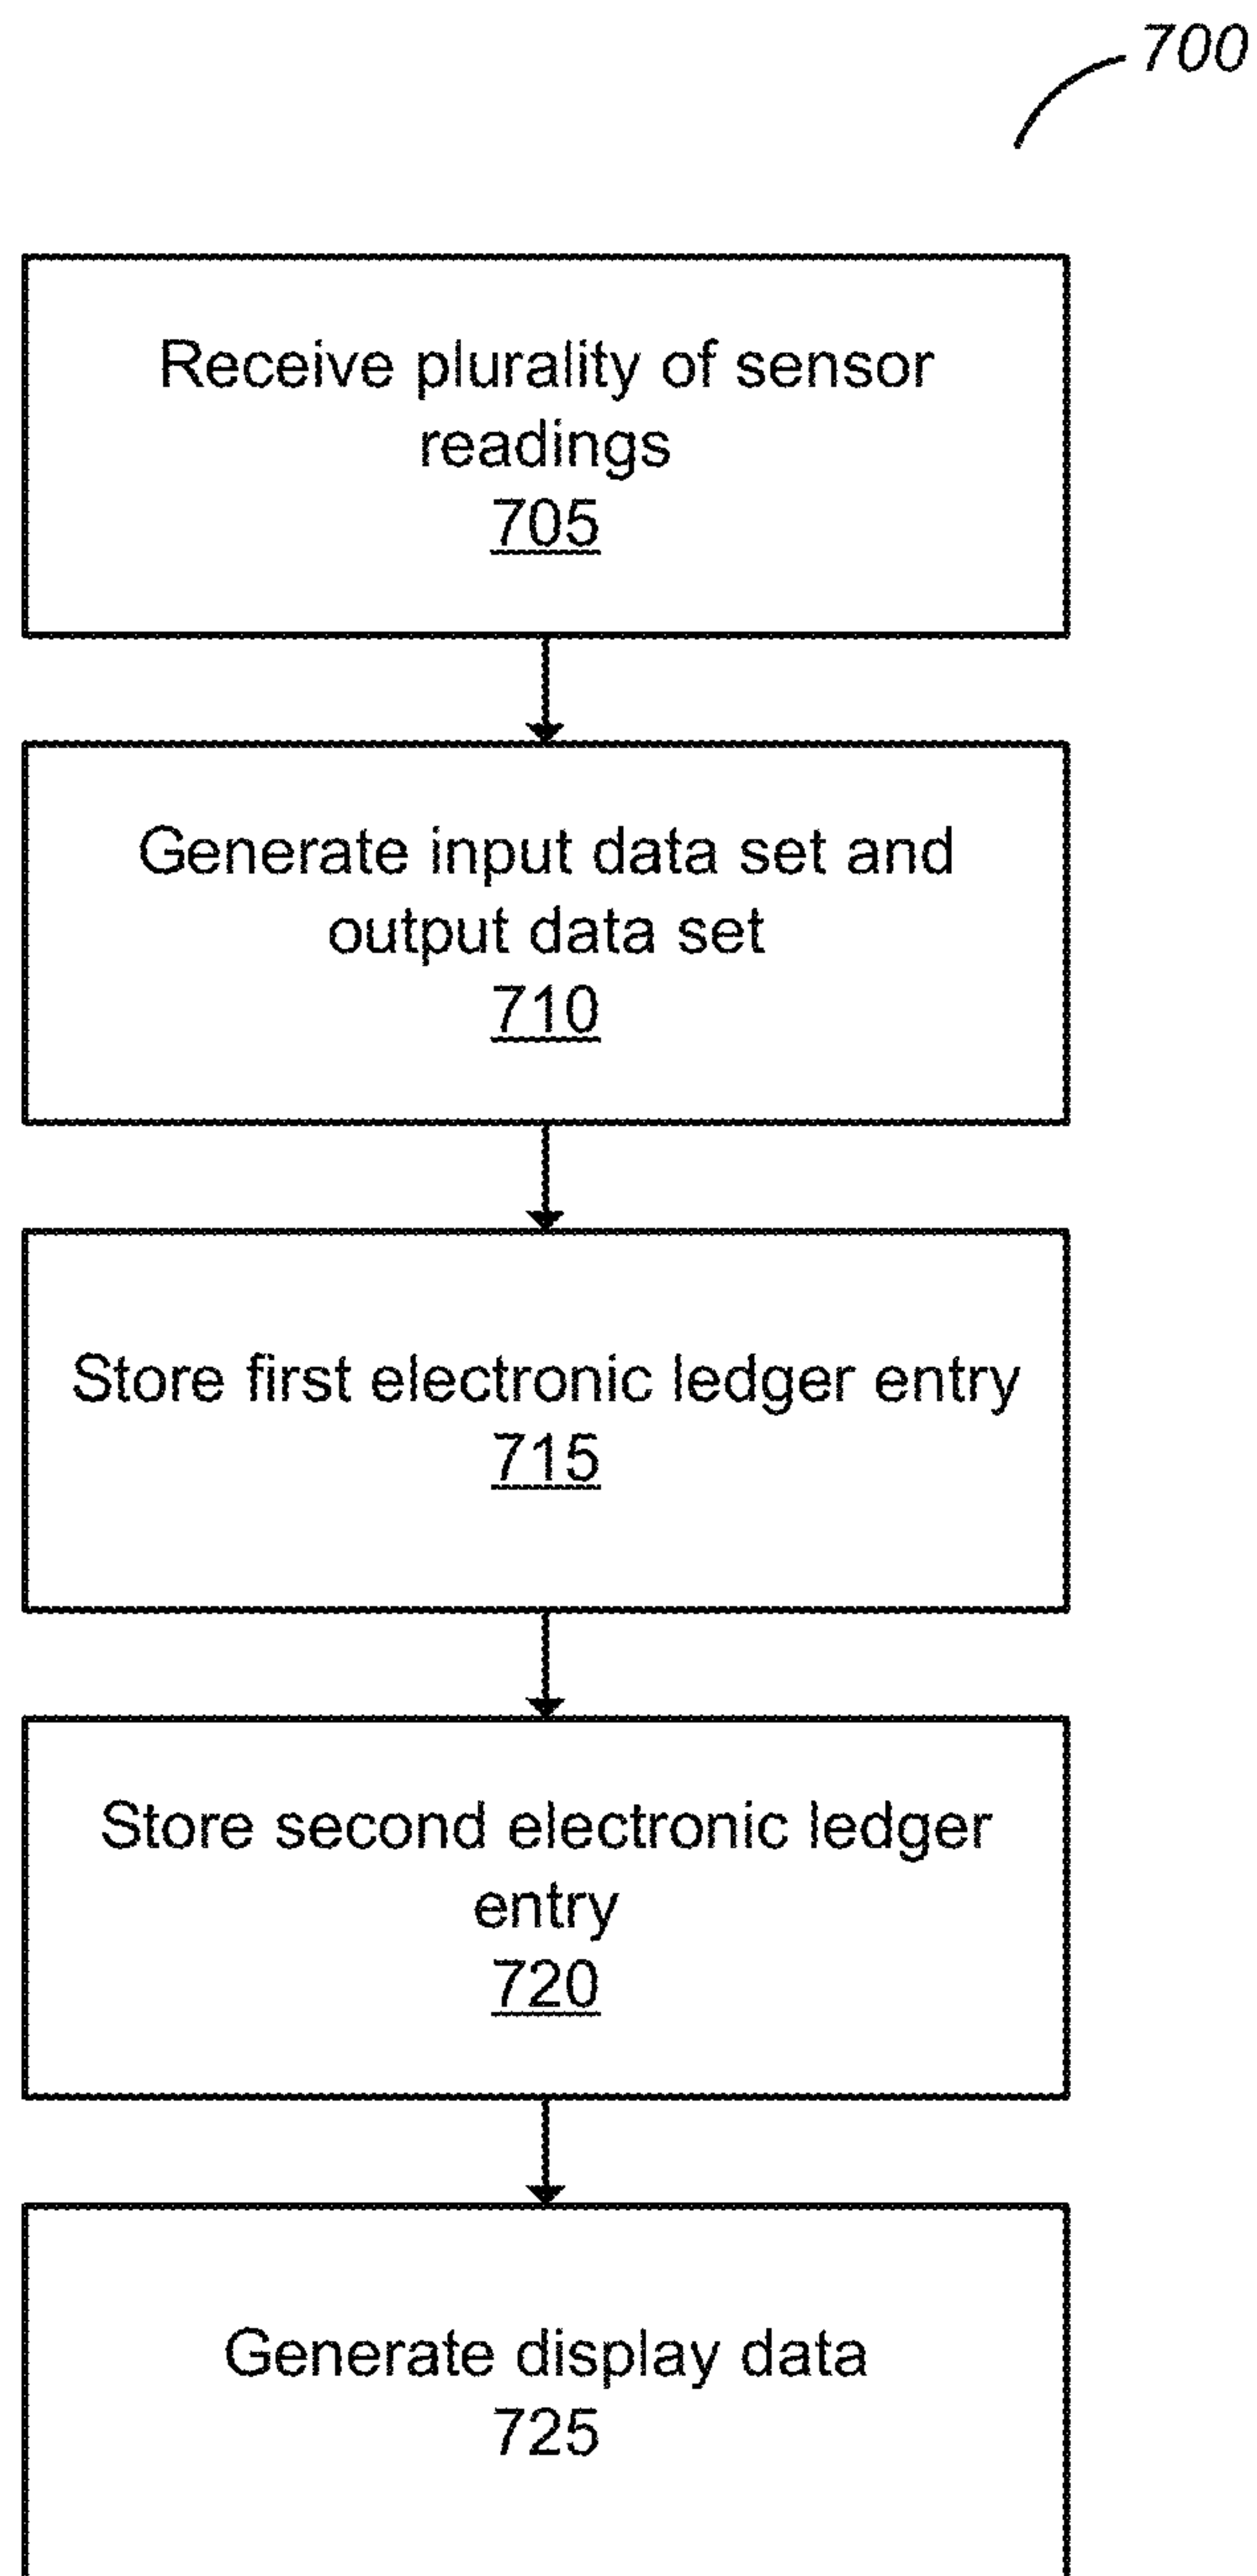 700
Receive plurality of sensor
readings
705
Generate input data set and
output data set
710
Store first electronic ledger entry
715
Store second electronic ledger
entry
720
Generate display data
725